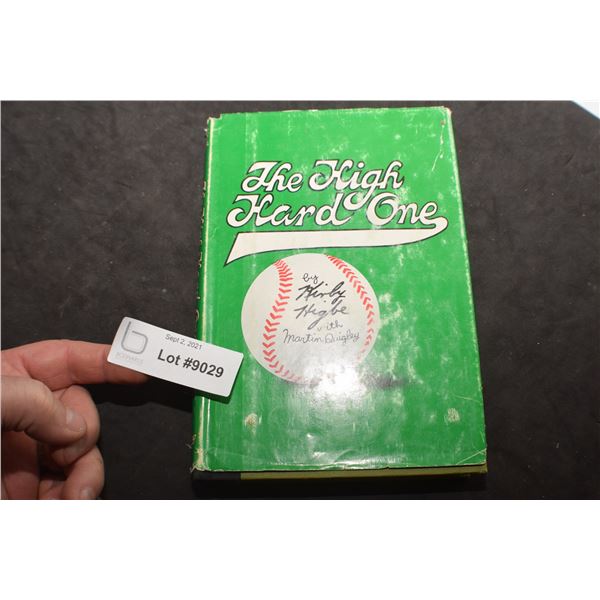 The High
Hard One
by
Kirby
Higbe
with
Martin Quigley
Sept 2, 2021
Lot #9029